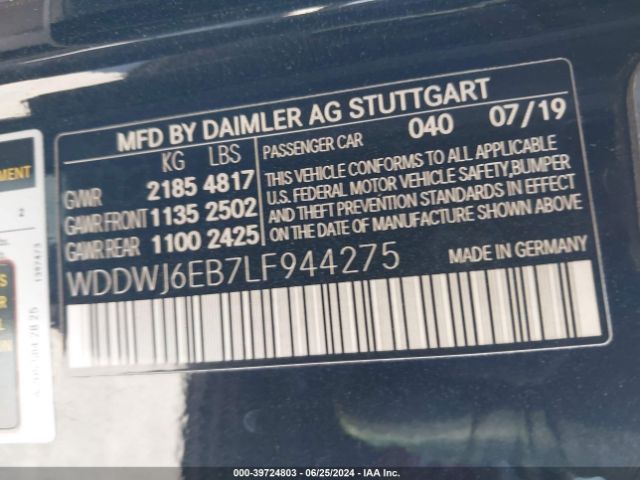 MFD BY DAIMLER AG STUTTGART
KG LBS
GWR 2185 4817
GAWR FRONT 1135 2502
GAWR REAR 1100 2425
PASSENGER CAR 040 07/19
THIS VEHICLE CONFORMS TO ALL APPLICABLE
U.S. FEDERAL MOTOR VEHICLE SAFETY, BUMPER
AND THEFT PREVENTION STANDARDS IN EFFECT
ON THE DATE OF MANUFACTURE SHOWN ABOVE
WDDWJ6EB7LF944275
MADE IN GERMANY
2
000-39724803 - 06/25/2024 - IAA Inc.